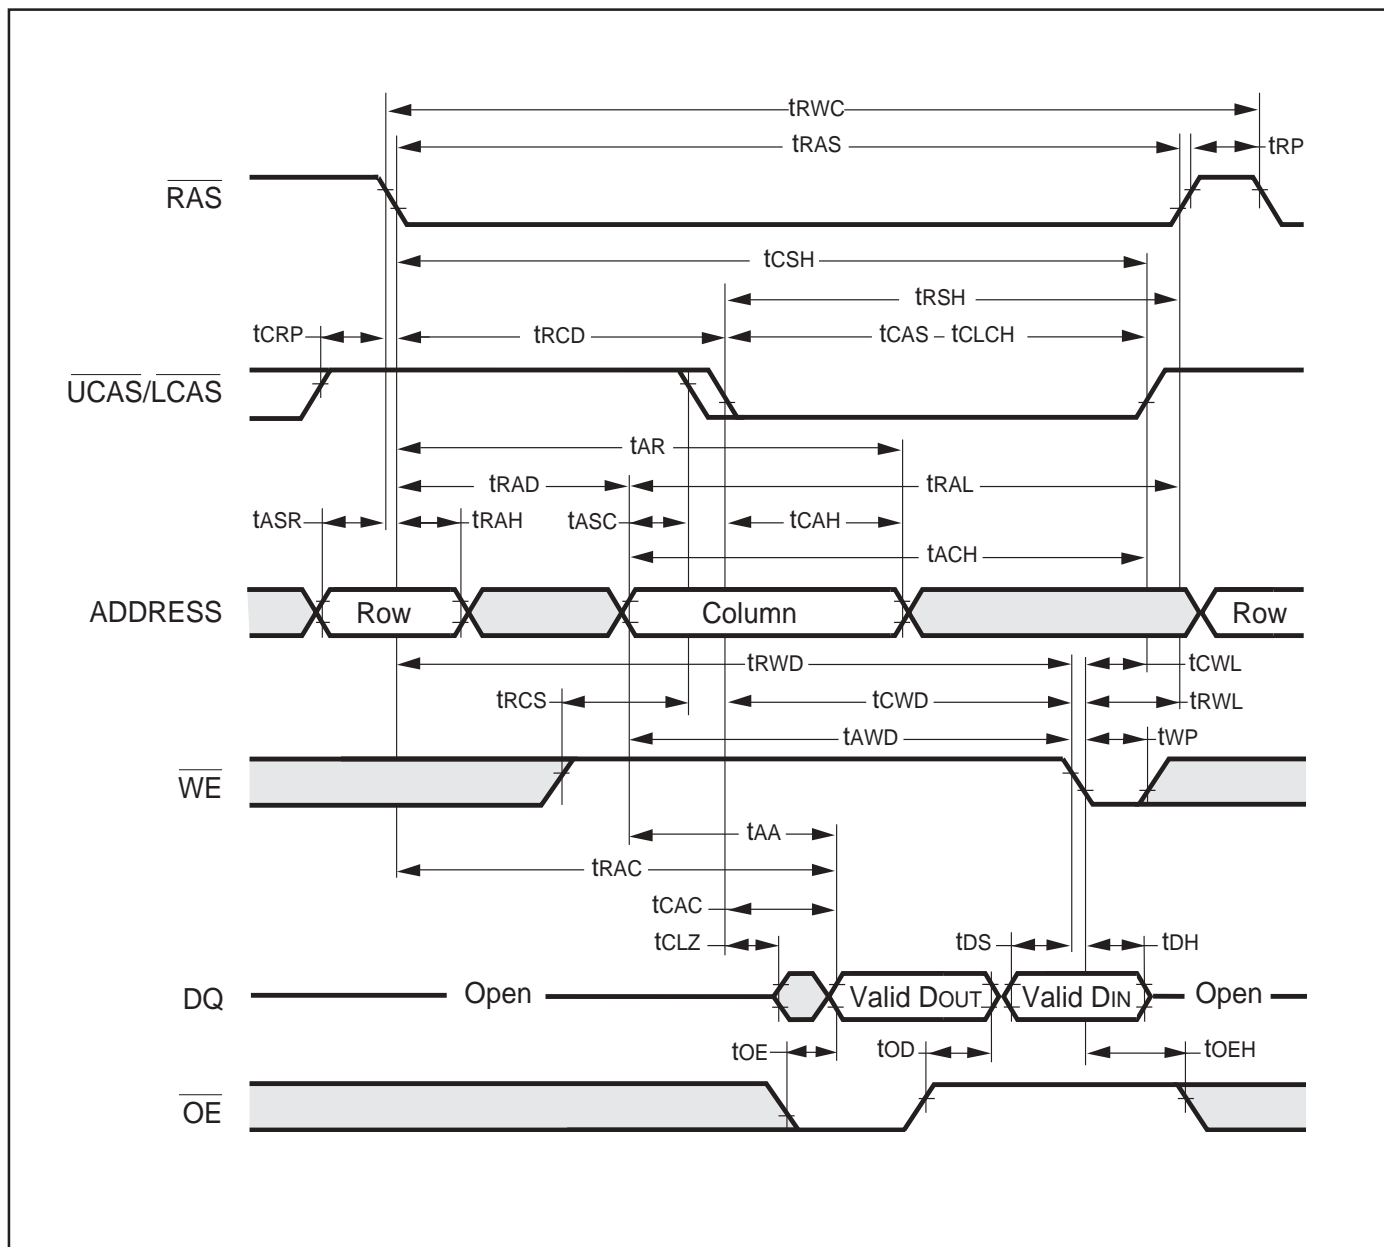 tRWC
tRAS
tRP
RAS
tCSH
tRSH
tCRP
tRCD
tCAS – tCLCH
UCAS/LCAS
tAR
tRAD
tRAL
tASR
tRAH
tASC
tCAH
tACH
ADDRESS
Row
Column
Row
tRWD
tCWL
tRCS
tCWD
tRWL
tAWD
tWP
WE
tAA
tRAC
tCAC
tCLZ
tDS
tDH
DQ
Open
Valid DOUT
Valid DIN
Open
tOE
tOD
tOEH
OE